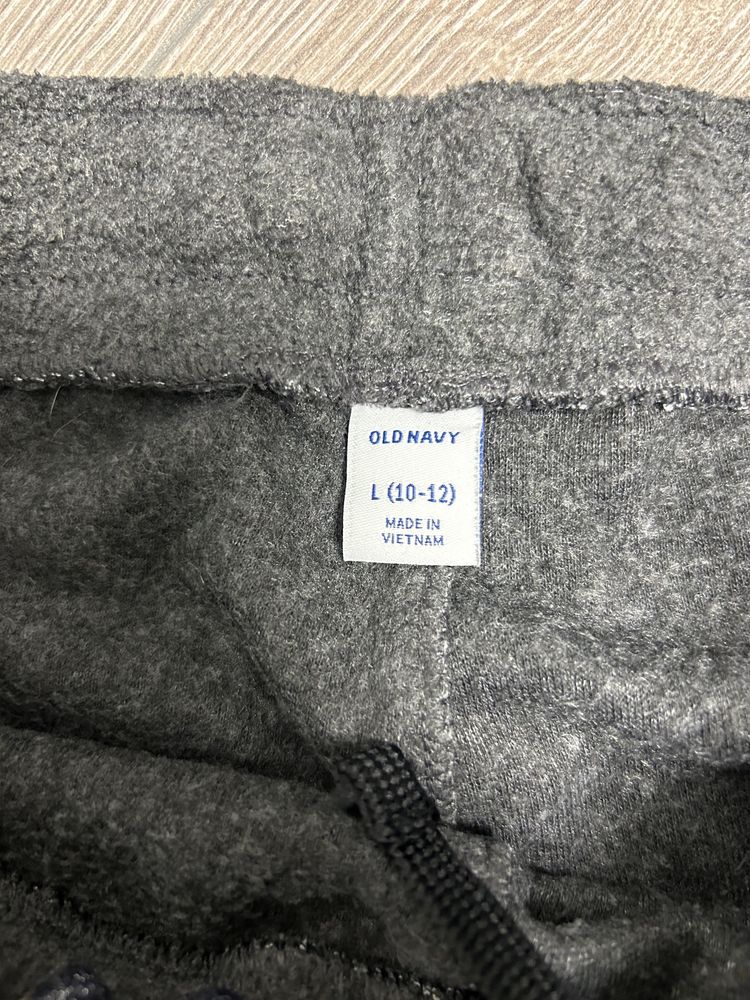 OLD NAVY
L (10-12)
MADE IN
VIETNAM